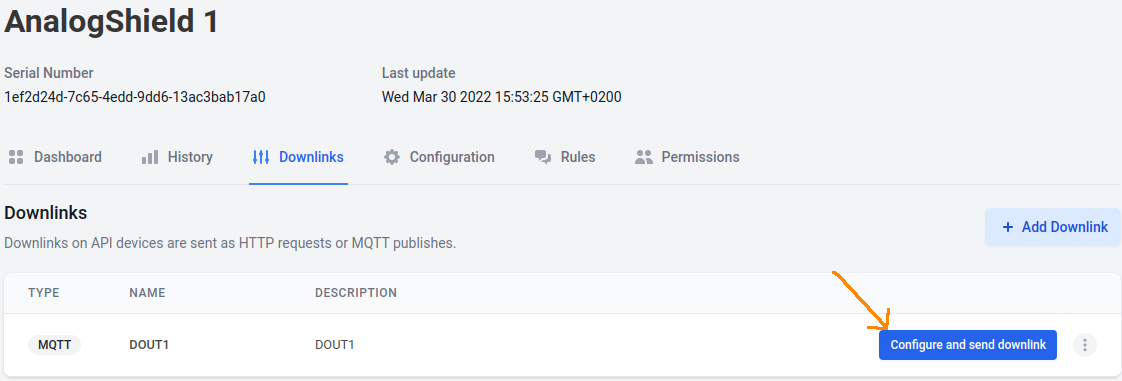 AnalogShield 1
Serial Number Last update
1ef2d24d-7c65-4edd-9dd6-13ac3bab17a0 Wed Mar 30 2022 15:53:25 GMT+0200
Dashboard History Downlinks Configuration Rules Permissions
Downlinks
+ Add Downlink
Downlinks on API devices are sent as HTTP requests or MQTT publishes.
TYPE NAME DESCRIPTION
MQTT DOUT1 DOUT1 Configure and send downlink